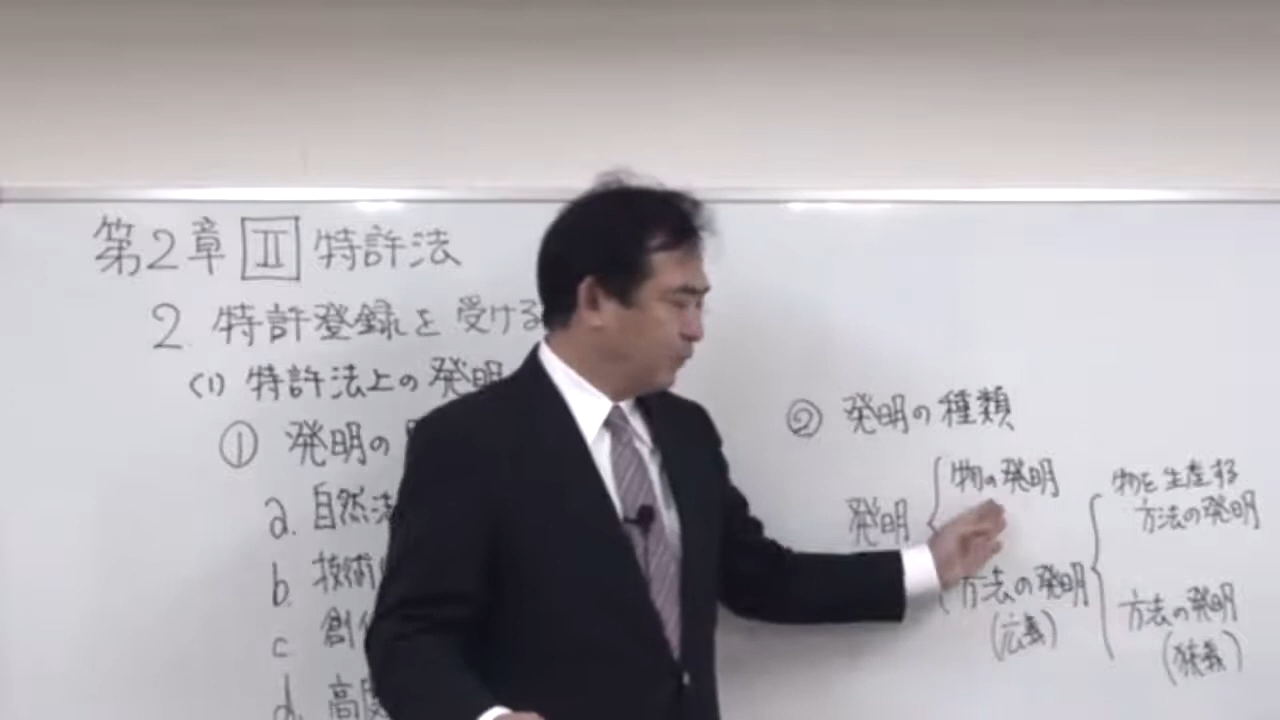 第2章 II 特許法
2 特許登録を受ける
(1) 特許法上の発明
① 発明の
a. 自然法
b. 技術
c 創作
d. 高度
② 発明の種類
発明
物の発明
方法の発明
(広義)
物を生産する
方法の発明
方法の発明
(狭義)